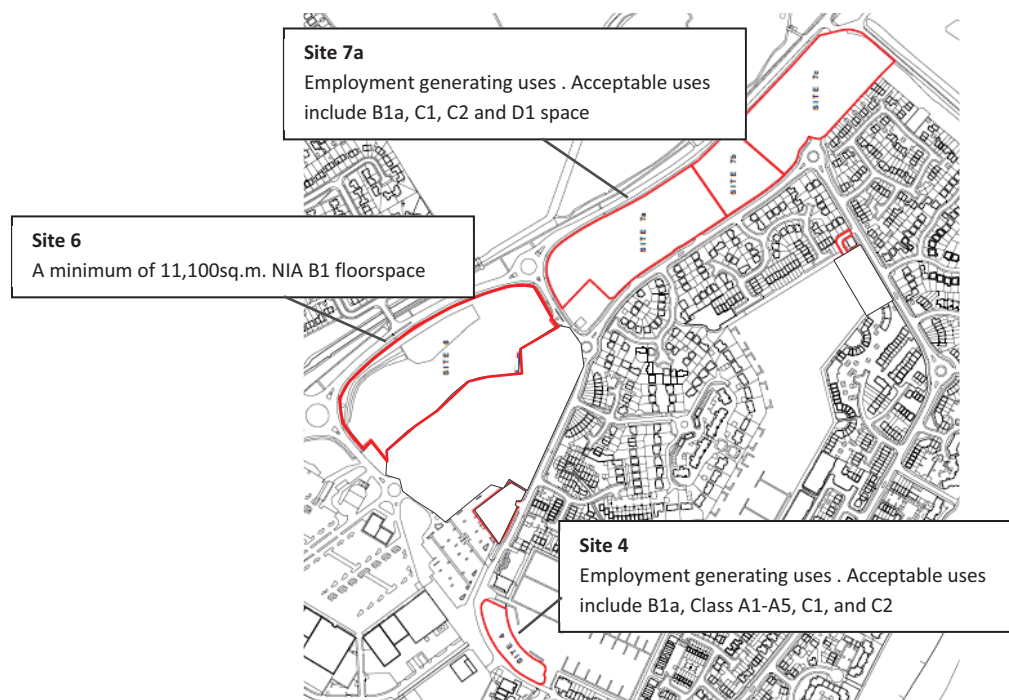 Site 7a
Employment generating uses . Acceptable uses
include B1a, C1, C2 and D1 space
SITE 7c
SITE 7b
SITE 7a
Site 6
A minimum of 11,100sq.m. NIA B1 floorspace
SITE 6
Site 4
Employment generating uses . Acceptable uses
include B1a, Class A1-A5, C1, and C2
SITE 4